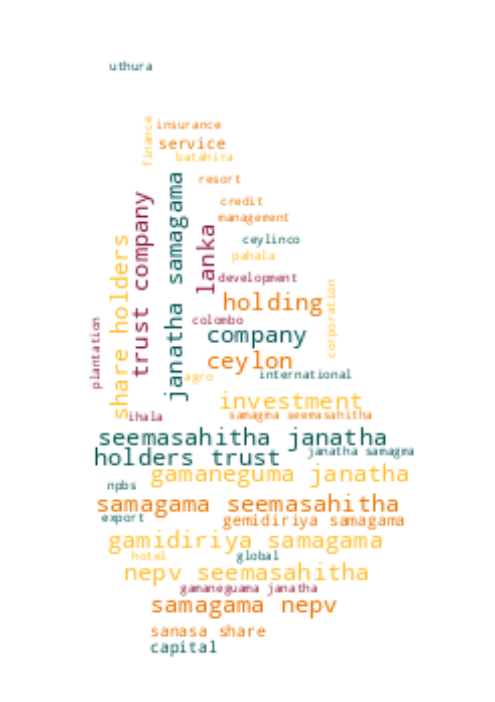 uthura
finance
insurance
service
batahira
resort
credit
management
ceylinco
pahala
development
share holders
trust company
janatha samagama
lanka
holding
corporation
colombo
company
ceylon
plantation
agro
international
investment
ihala
samagma seemasahitha
seemasahitha janatha
holders trust
janatha samagma
gamaneguma janatha
npbs
samagama seemasahitha
export
gemidiriya samagama
gamidiriya samagama
hotel
global
nepv seemasahitha
gamaneguama janatha
samagama nepv
sanasa share
capital